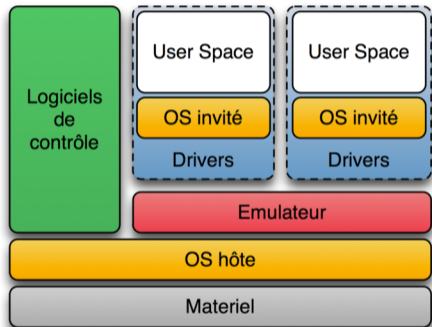 Logiciels
de
contrôle
User Space
OS invité
Drivers
User Space
OS invité
Drivers
Emulateur
OS hôte
Materiel